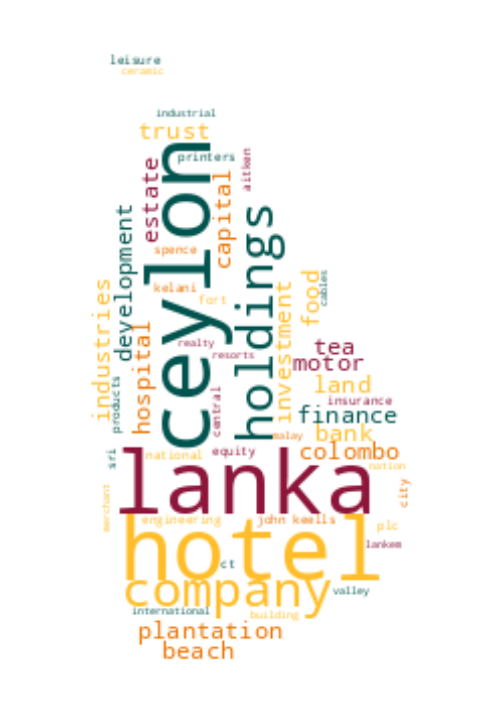 leisure
ceramic
industrial
trust
printers
aitken
estate
ceylon
capital
spence
holdings
development
kelani
fort
food
cables
industries
investment
hospital
realty
resorts
tea
motor
products
central
land
insurance
finance
malay
bank
sri
national
equity
colombo
nation
lanka
city
merchant
engineering
john keells
plc
hotel
lankem
ct
company
valley
international
building
plantation
beach